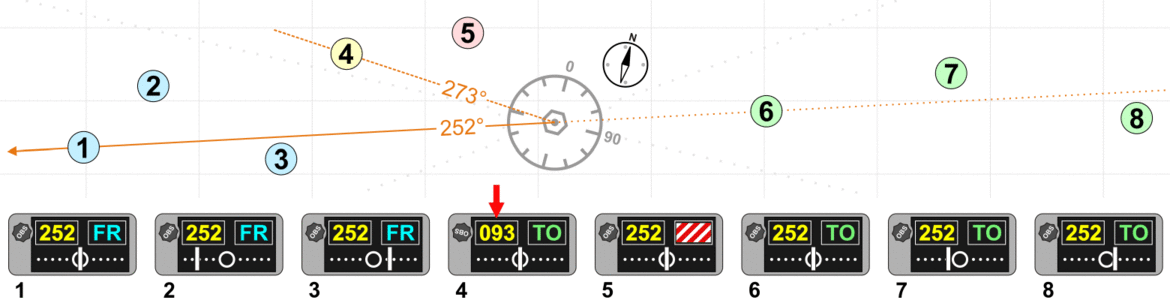 5
N
4
0
7
2
273°
6
8
252°
90
1
3
OBS 252 FR
OBS 252 FR
OBS 252 FR
OBS 093 TO
OBS 252
OBS 252 TO
OBS 252 TO
OBS 252 TO
1 2 3 4 5 6 7 8